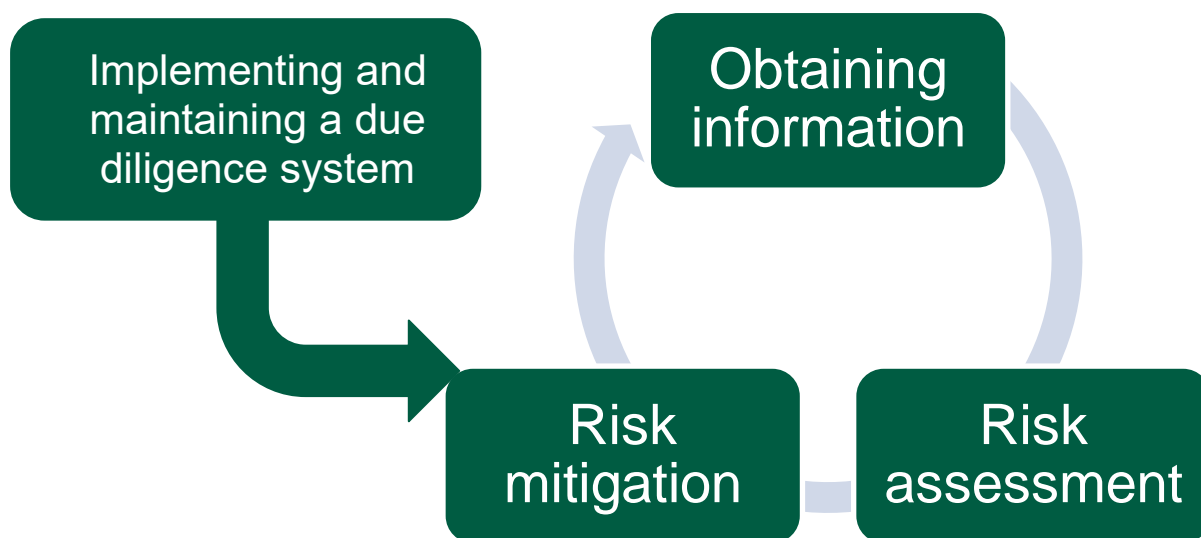 Implementing and
maintaining a due
diligence system
Obtaining
information
Risk
mitigation
Risk
assessment